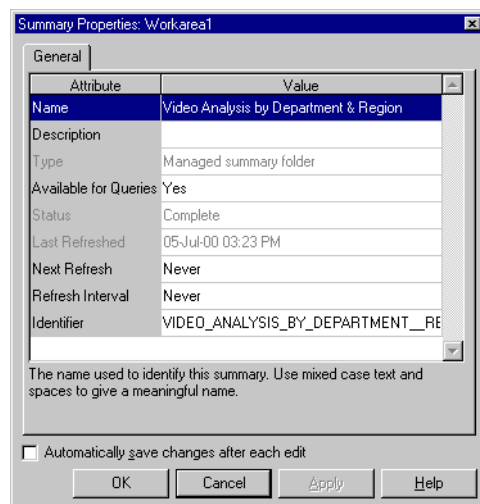 Summary Properties: Workarea1
General
Attribute Value
Name Video Analysis by Department & Region
Description
Type Managed summary folder
Available for Queries Yes
Status Complete
Last Refreshed 05-Jul-00 03:23 PM
Next Refresh Never
Refresh Interval Never
Identifier VIDEO_ANALYSIS_BY_DEPARTMENT__RE
The name used to identify this summary. Use mixed case text and
spaces to give a meaningful name.
Automatically save changes after each edit
OK Cancel Apply Help